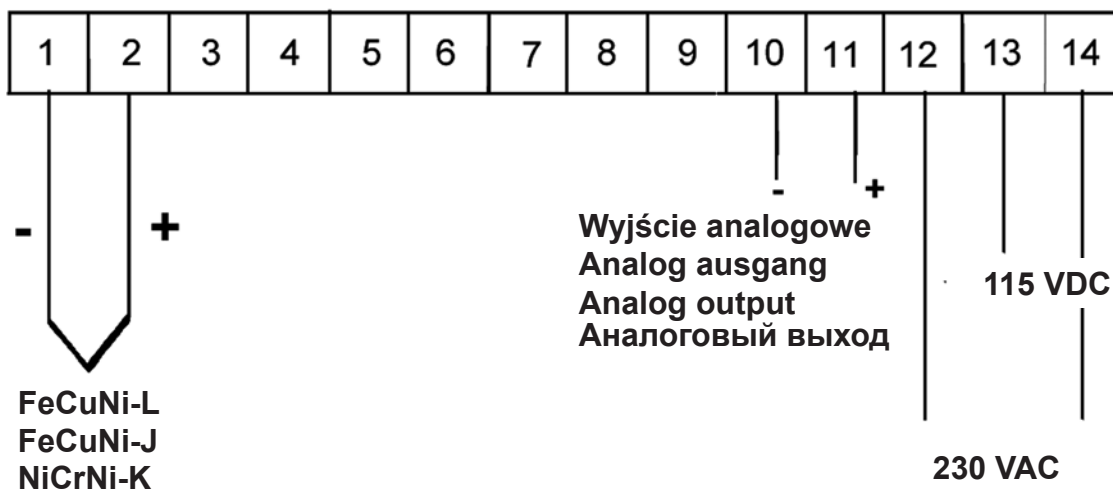 1 2 3 4 5 6 7 8 9 10 11 12 13 14
- +
- +
Wyjście analogowe
Analog ausgang
Analog output
Аналоговый выход
115 VDC
FeCuNi-L
FeCuNi-J
NiCrNi-K
230 VAC